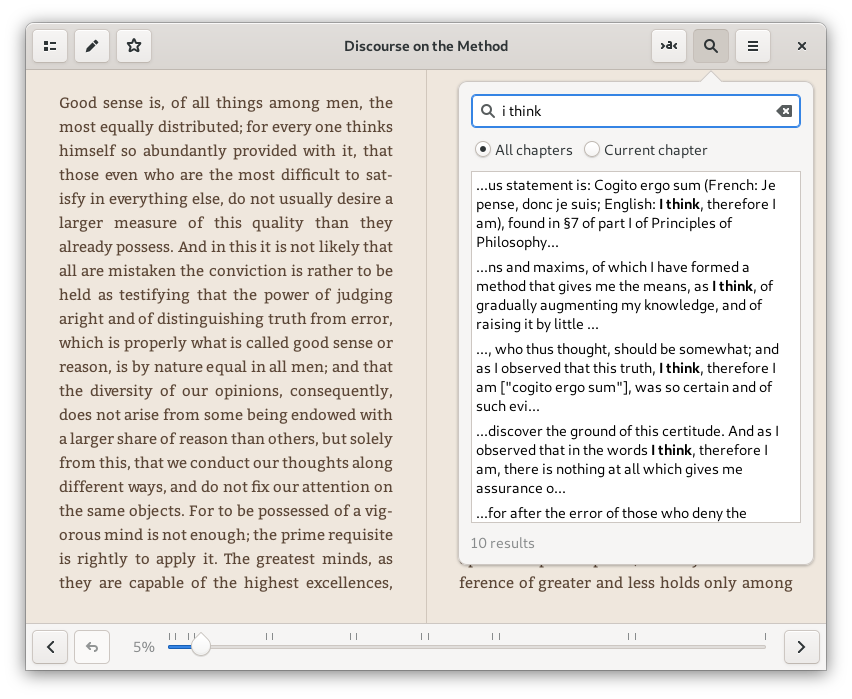 Discourse on the Method
›a‹
Good sense is, of all things among men, the
most equally distributed; for every one thinks
himself so abundantly provided with it, that
those even who are the most difficult to sat-
isfy in everything else, do not usually desire a
larger measure of this quality than they
already possess. And in this it is not likely that
all are mistaken the conviction is rather to be
held as testifying that the power of judging
aright and of distinguishing truth from error,
which is properly what is called good sense or
reason, is by nature equal in all men; and that
the diversity of our opinions, consequently,
does not arise from some being endowed with
a larger share of reason than others, but solely
from this, that we conduct our thoughts along
different ways, and do not fix our attention on
the same objects. For to be possessed of a vig-
orous mind is not enough; the prime requisite
is rightly to apply it. The greatest minds, as
they are capable of the highest excellences,
i think
All chapters
Current chapter
...us statement is: Cogito ergo sum (French: Je
pense, donc je suis; English: I think, therefore I
am), found in §7 of part I of Principles of
Philosophy...
...ns and maxims, of which I have formed a
method that gives me the means, as I think, of
gradually augmenting my knowledge, and of
raising it by little ...
..., who thus thought, should be somewhat; and
as I observed that this truth, I think, therefore I
am ["cogito ergo sum"], was so certain and of
such evi...
...discover the ground of this certitude. And as I
observed that in the words I think, therefore I
am, there is nothing at all which gives me
assurance o...
...for after the error of those who deny the
10 results
ference of greater and less holds only among
5%